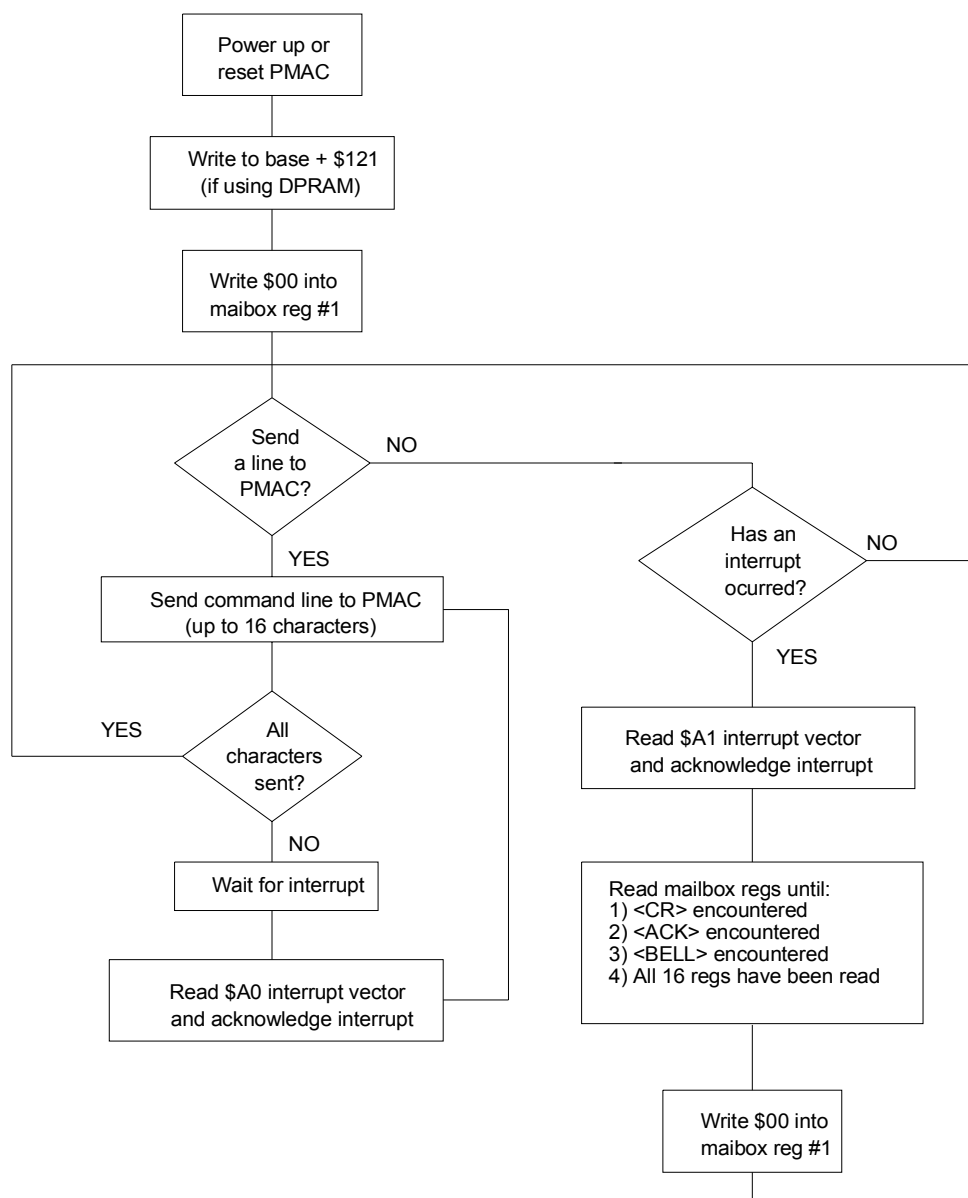 Power up or
reset PMAC
Write to base + $121
(if using DPRAM)
Write $00 into
maibox reg #1
Send
a line to
PMAC?
NO
YES
Has an
interrupt
ocurred?
NO
YES
Send command line to PMAC
(up to 16 characters)
All
characters
sent?
YES
NO
Wait for interrupt
Read $A0 interrupt vector
and acknowledge interrupt
Read $A1 interrupt vector
and acknowledge interrupt
Read mailbox regs until:
1) <CR> encountered
2) <ACK> encountered
3) <BELL> encountered
4) All 16 regs have been read
Write $00 into
maibox reg #1